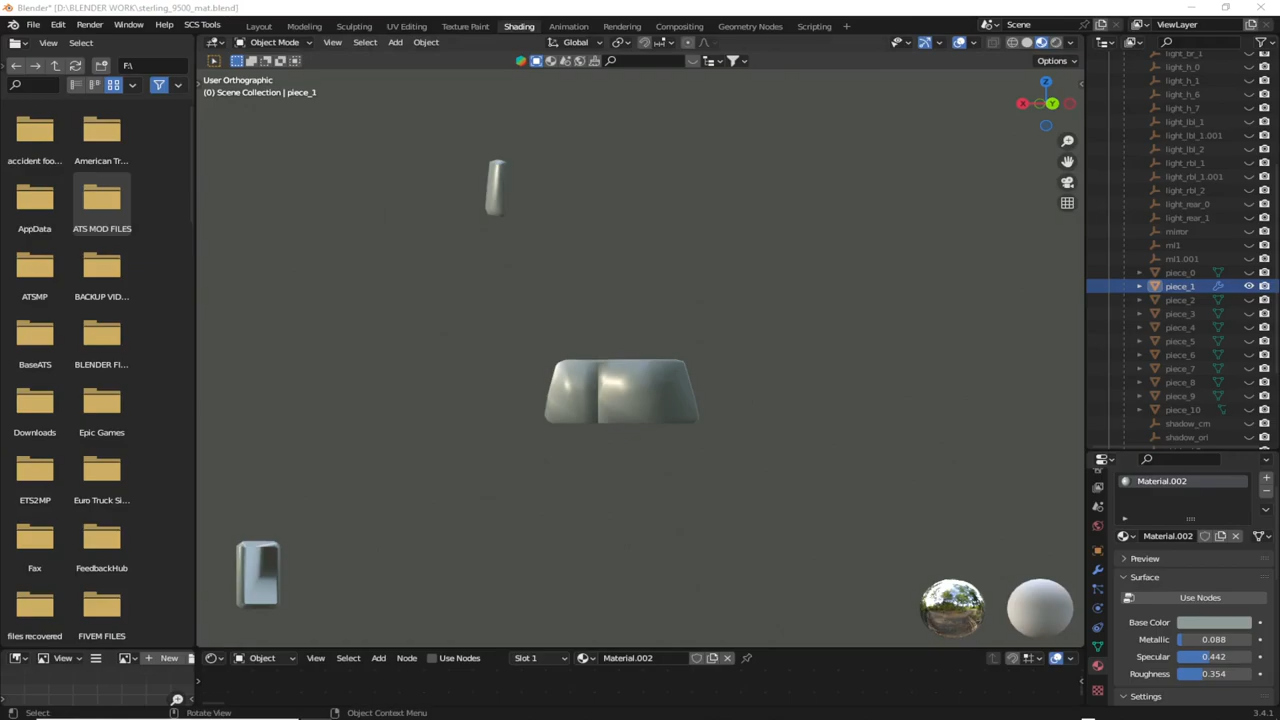 Blender* [D:\BLENDER WORK\sterling_9500_mat.blend]
File Edit Render Window Help SCS Tools
Layout Modeling Sculpting UV Editing Texture Paint Shading Animation Rendering Compositing Geometry Nodes Scripting +
Scene ViewLayer
View Select
Object Mode View Select Add Object Global
F:\
Options
User Orthographic
(0) Scene Collection | piece_1
X Y Z
accident foo... American Tr...
AppData ATS MOD FILES
ATSMP BACKUP VID...
BaseATS BLENDER FI...
Downloads Epic Games
ETS2MP Euro Truck Si...
Fax FeedbackHub
files recovered FIVEM FILES
light_br_1
light_h_0
light_h_1
light_h_6
light_h_7
light_lbl_1
light_lbl_1.001
light_lbl_2
light_rbl_1
light_rbl_1.001
light_rbl_2
light_rear_0
light_rear_1
mirror
ml1
ml1.001
piece_0
piece_1
piece_2
piece_3
piece_4
piece_5
piece_6
piece_7
piece_8
piece_9
piece_10
shadow_crn
shadow_orl
Material.002
Material.002
Preview
Surface
Use Nodes
Base Color
Metallic 0.088
Specular 0.442
Roughness 0.354
Settings
View New
Object View Select Add Node Use Nodes Slot 1 Material.002
Select Rotate View Object Context Menu
3.4.1